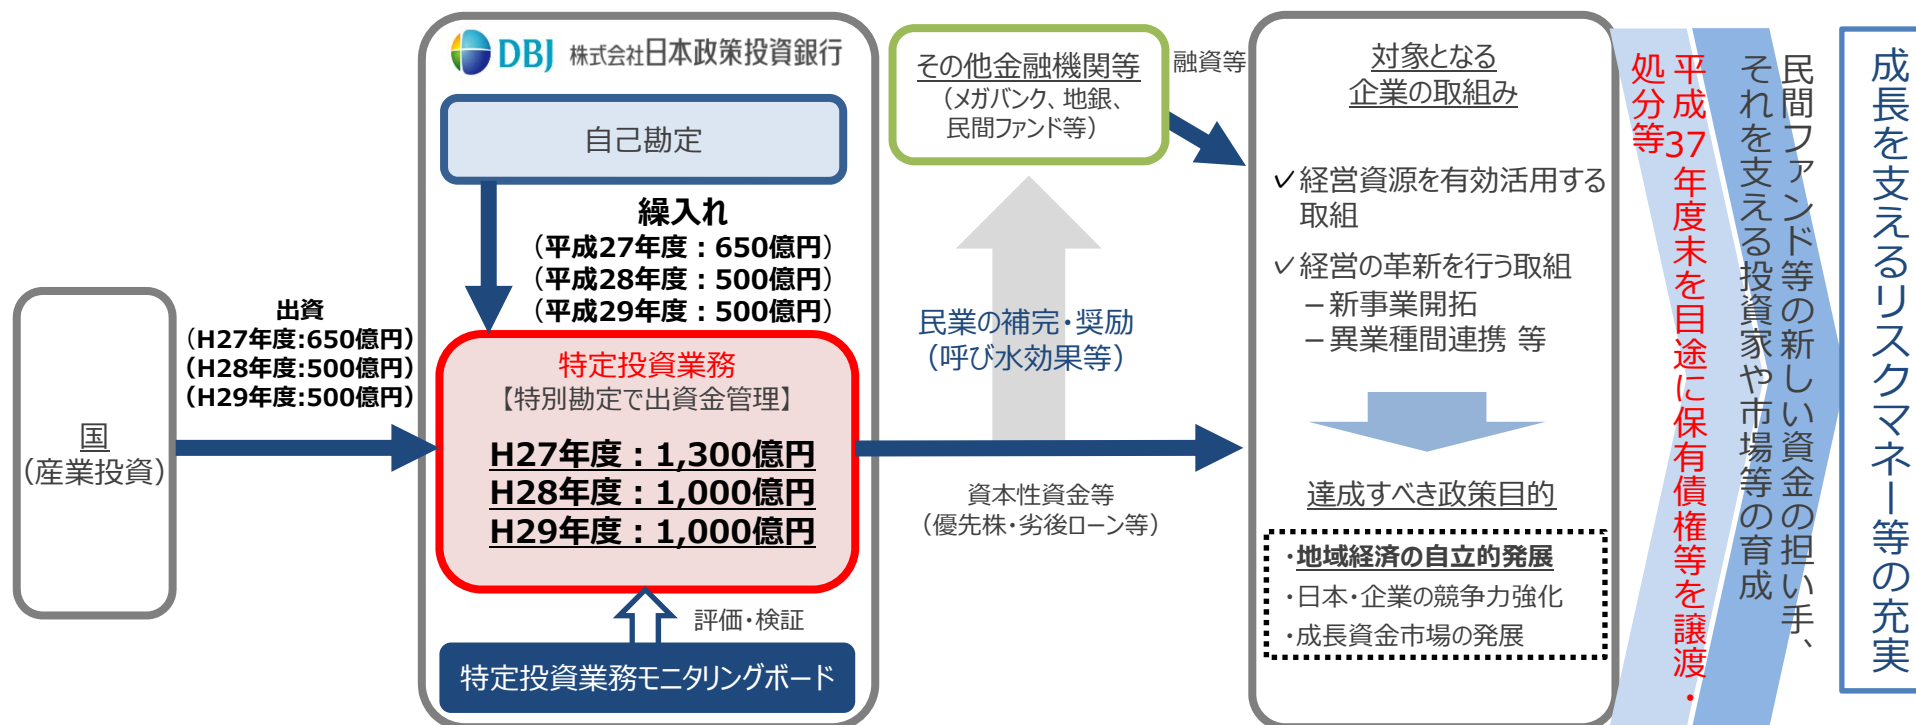 国
（産業投資）
出資
（H27年度:650億円）
（H28年度:500億円）
（H29年度:500億円）
DBJ 株式会社日本政策投資銀行
自己勘定
繰入れ
（平成27年度：650億円）
（平成28年度：500億円）
（平成29年度：500億円）
特定投資業務
【特別勘定で出資金管理】
H27年度：1,300億円
H28年度：1,000億円
H29年度：1,000億円
評価・検証
特定投資業務モニタリングボード
その他金融機関等
（メガバンク、地銀、
民間ファンド等）
融資等
民業の補完・奨励
（呼び水効果等）
資本性資金等
（優先株・劣後ローン等）
対象となる
企業の取組み
✓経営資源を有効活用する
取組
✓経営の革新を行う取組
－新事業開拓
－異業種間連携 等
達成すべき政策目的
・地域経済の自立的発展
・日本・企業の競争力強化
・成長資金市場の発展
平成37年度末を目途に保有債権等を譲渡・
処分等
民間ファンド等の新しい資金の担い手、
それを支える投資家や市場等の育成
成長を支えるリスクマネー等の充実